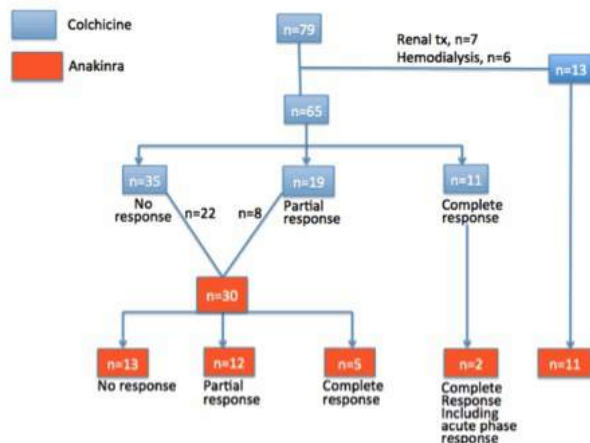 Colchicine
Anakinra
n=79
Renal tx, n=7
Hemodialysis, n=6
n=13
n=65
n=35
n=19
n=11
No
response
n=22
n=8
Partial
response
Complete
response
n=30
n=13
n=12
n=5
n=2
n=11
No response
Partial
response
Complete response
Complete
Response
Including
acute phase
response